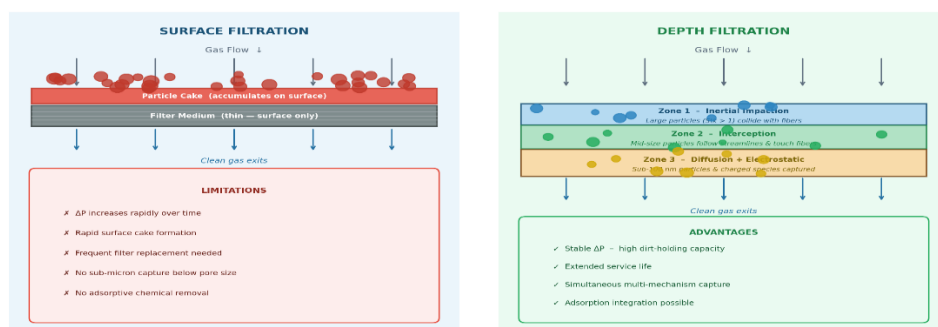 SURFACE FILTRATION
Gas Flow ↓
Particle Cake (accumulates on surface)
Filter Medium (thin — surface only)
Clean gas exits
LIMITATIONS
✗ ΔP increases rapidly over time
✗ Rapid surface cake formation
✗ Frequent filter replacement needed
✗ No sub-micron capture below pore size
✗ No adsorptive chemical removal
DEPTH FILTRATION
Gas Flow ↓
Zone 1 – Inertial Impaction
Large particles > 1) collide with fibers
Zone 2 – Interception
Mid-size particles follow streamlines & touch
Zone 3 – Diffusion + Electrostatic
nm particles & charged species captured
Clean gas exits
ADVANTAGES
✓ Stable ΔP – high dirt-holding capacity
✓ Extended service life
✓ Simultaneous multi-mechanism capture
✓ Adsorption integration possible